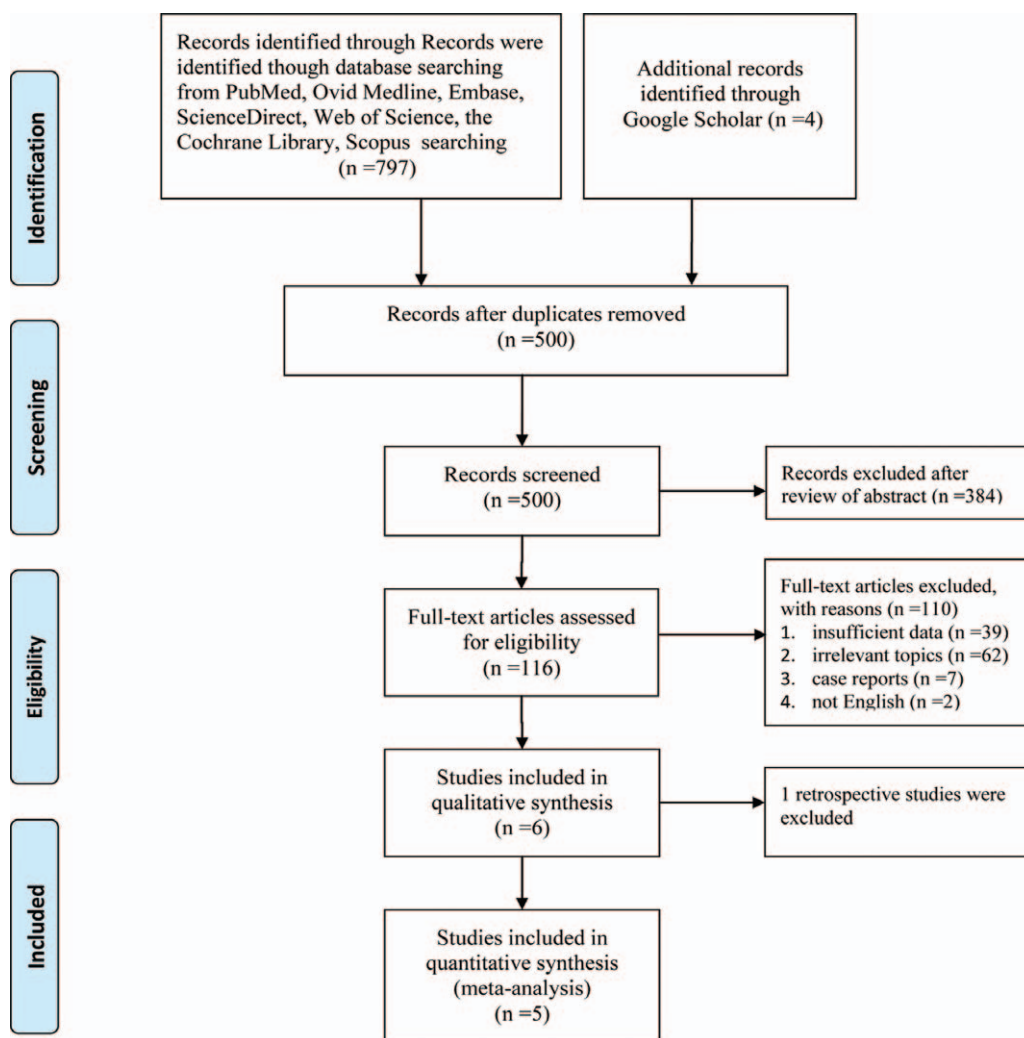 Identification
Records identified through Records were
identified though database searching
from PubMed, Ovid Medline, Embase,
ScienceDirect, Web of Science, the
Cochrane Library, Scopus searching
(n =797)
Additional records
identified through
Google Scholar (n =4)
Records after duplicates removed
(n =500)
Screening
Records screened
(n =500)
Records excluded after
review of abstract (n =384)
Eligibility
Full-text articles assessed
for eligibility
(n =116)
Full-text articles excluded,
with reasons (n =110)
1. insufficient data (n =39)
2. irrelevant topics (n =62)
3. case reports (n =7)
4. not English (n =2)
Studies included in
qualitative synthesis
(n =6)
1 retrospective studies were
excluded
Included
Studies included in
quantitative synthesis
(meta-analysis)
(n =5)